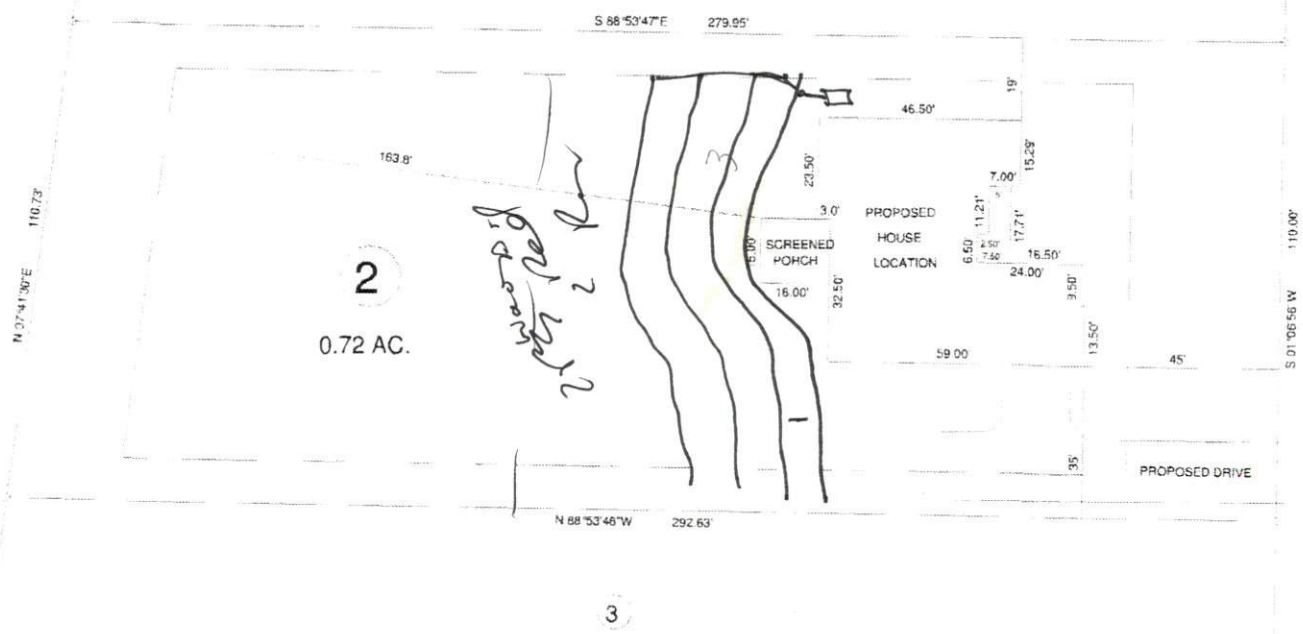 S 88°53'47"E 279.95'
19'
46.50'
163.8'
23.50'
15.29'
7.00'
3
110.73'
3.0'
PROPOSED
HOUSE
LOCATION
11.21'
17.71'
110.00'
SCREENED
PORCH
6.50'
2.50'
7.50'
16.50'
24.00'
2
16.00'
32.50'
9.50'
0.72 AC.
13.50'
59.00
45'
1
35'
PROPOSED DRIVE
N 88°53'46"W 292.63'
S 01°06'56 W
3